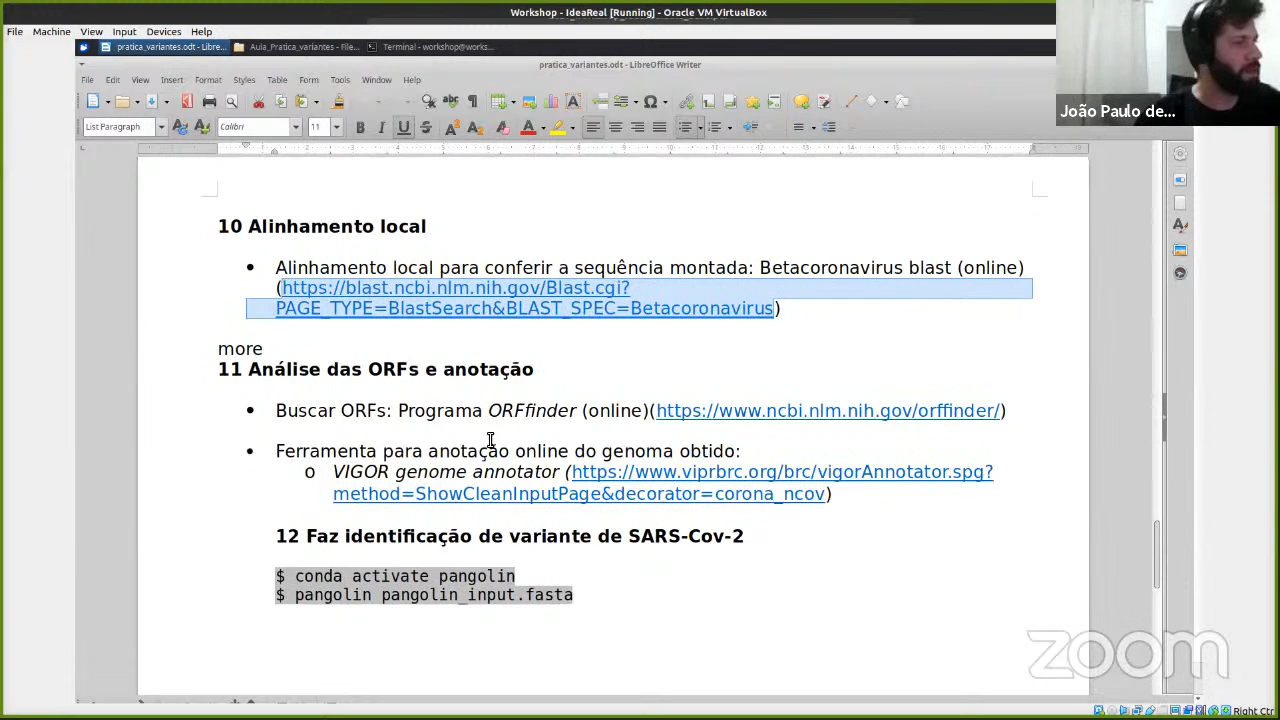 Workshop - IdeaReal [Running] - Oracle VM VirtualBox
File Machine View Input Devices Help
pratica_variantes.odt - Libre... Aula_Pratica_variantes - File... Terminal - workshop@works...
pratica_variantes.odt - LibreOffice Writer
File Edit View Insert Format Styles Table Form Tools Window Help
João Paulo de...
List Paragraph Calibri 11
10 Alinhamento local
• Alinhamento local para conferir a sequência montada: Betacoronavirus blast (online)
(https://blast.ncbi.nlm.nih.gov/Blast.cgi?
PAGE_TYPE=BlastSearch&BLAST_SPEC=Betacoronavirus)
more
11 Análise das ORFs e anotação
• Buscar ORFs: Programa ORFfinder (online)(https://www.ncbi.nlm.nih.gov/orffinder/)
• Ferramenta para anotação online do genoma obtido:
o VIGOR genome annotator (https://www.viprbrc.org/brc/vigorAnnotator.spg?
method=ShowCleanInputPage&decorator=corona_ncov)
12 Faz identificação de variante de SARS-Cov-2
$ conda activate pangolin
$ pangolin pangolin_input.fasta
zoom
Right Ctr